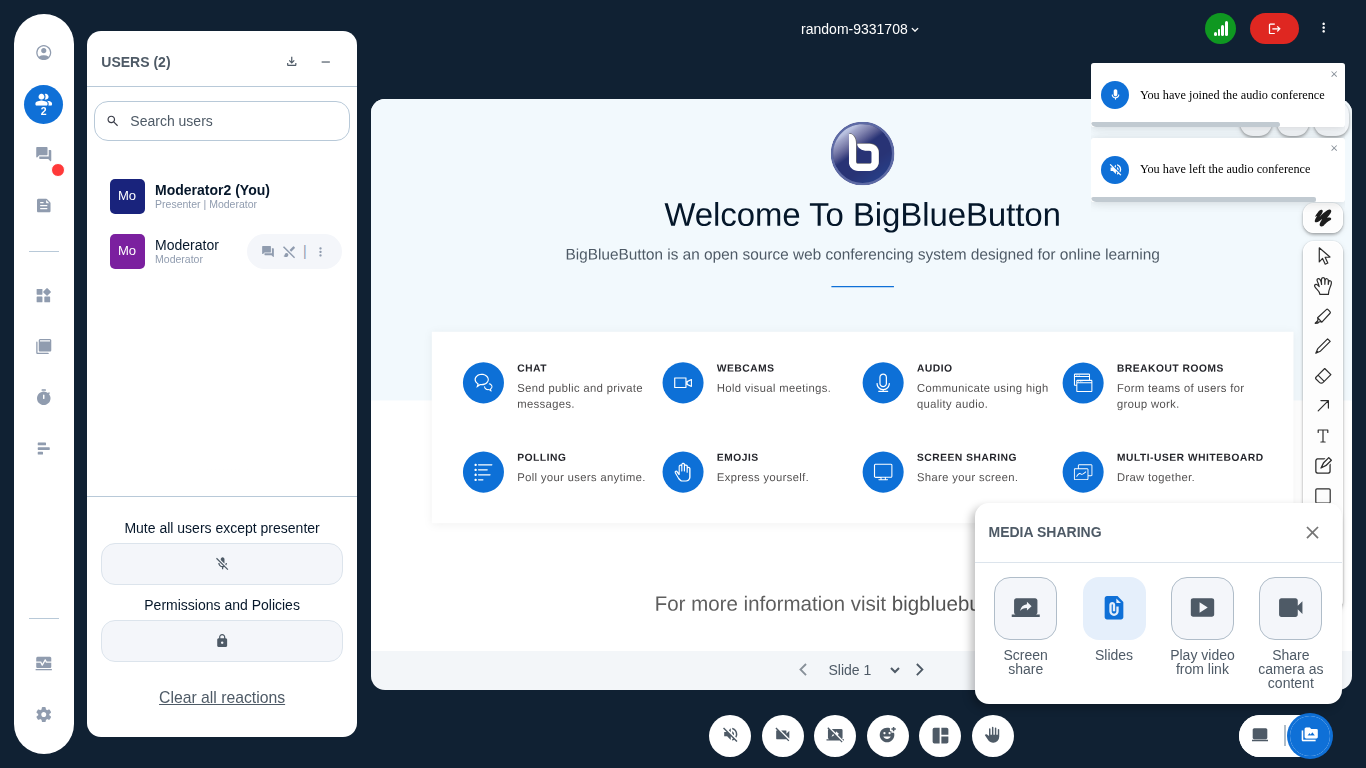 random-9331708
USERS (2)
2
Search users
Mo
Moderator2 (You)
Presenter | Moderator
Mo
Moderator
Moderator
Mute all users except presenter
Permissions and Policies
Clear all reactions
You have joined the audio conference
You have left the audio conference
Welcome To BigBlueButton
BigBlueButton is an open source web conferencing system designed for online learning
CHAT
Send public and private
messages.
WEBCAMS
Hold visual meetings.
AUDIO
Communicate using high
quality audio.
BREAKOUT ROOMS
Form teams of users for
group work.
POLLING
Poll your users anytime.
EMOJIS
Express yourself.
SCREEN SHARING
Share your screen.
MULTI-USER WHITEBOARD
Draw together.
For more information visit bigbluebu
Slide 1
MEDIA SHARING
Screen
share
Slides
Play video
from link
Share
camera as
content